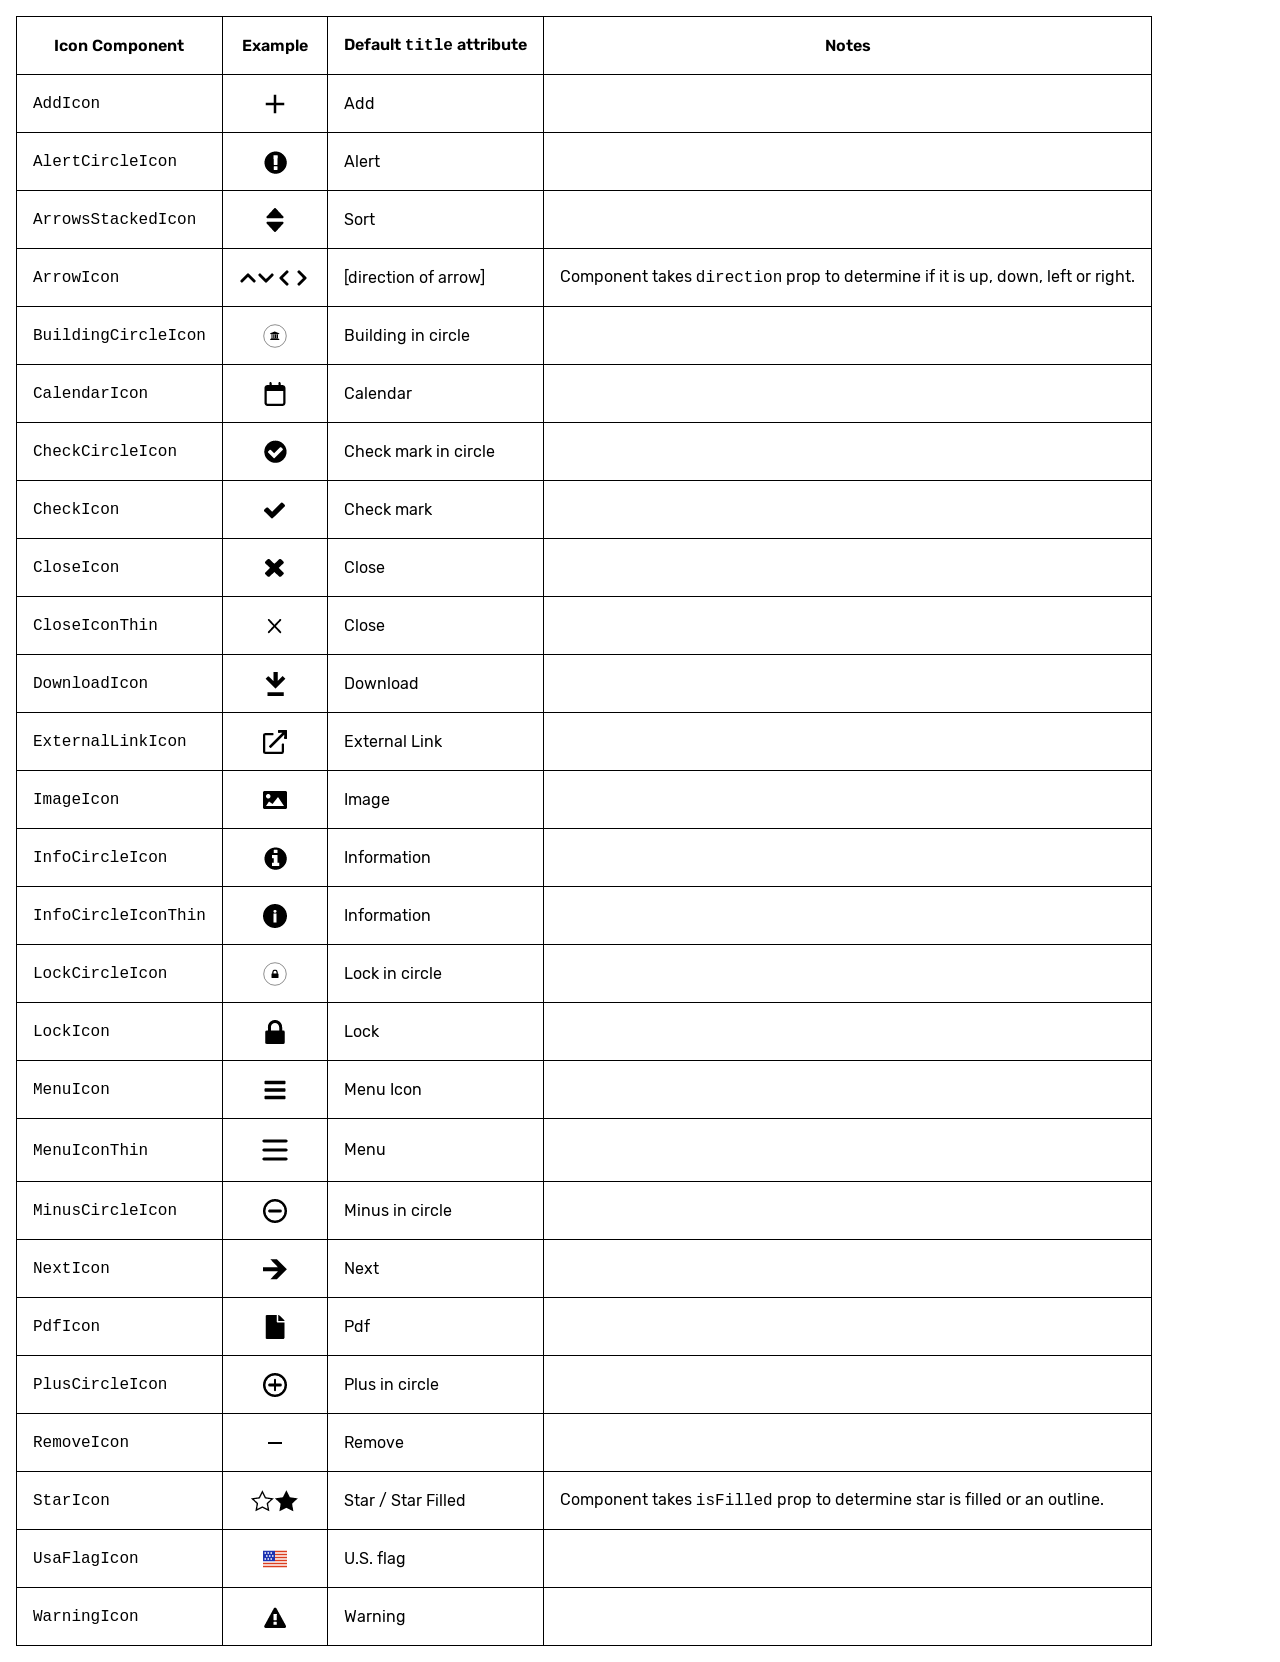 Icon Component Example Default title attribute Notes
AddIcon Add
AlertCircleIcon Alert
ArrowsStackedIcon Sort
ArrowIcon [direction of arrow] Component takes direction prop to determine if it is up, down, left or right.
BuildingCircleIcon Building in circle
CalendarIcon Calendar
CheckCircleIcon Check mark in circle
CheckIcon Check mark
CloseIcon Close
CloseIconThin Close
DownloadIcon Download
ExternalLinkIcon External Link
ImageIcon Image
InfoCircleIcon Information
InfoCircleIconThin Information
LockCircleIcon Lock in circle
LockIcon Lock
MenuIcon Menu Icon
MenuIconThin Menu
MinusCircleIcon Minus in circle
NextIcon Next
PdfIcon Pdf
PlusCircleIcon Plus in circle
RemoveIcon Remove
StarIcon Star / Star Filled Component takes isFilled prop to determine star is filled or an outline.
UsaFlagIcon U.S. flag
WarningIcon Warning